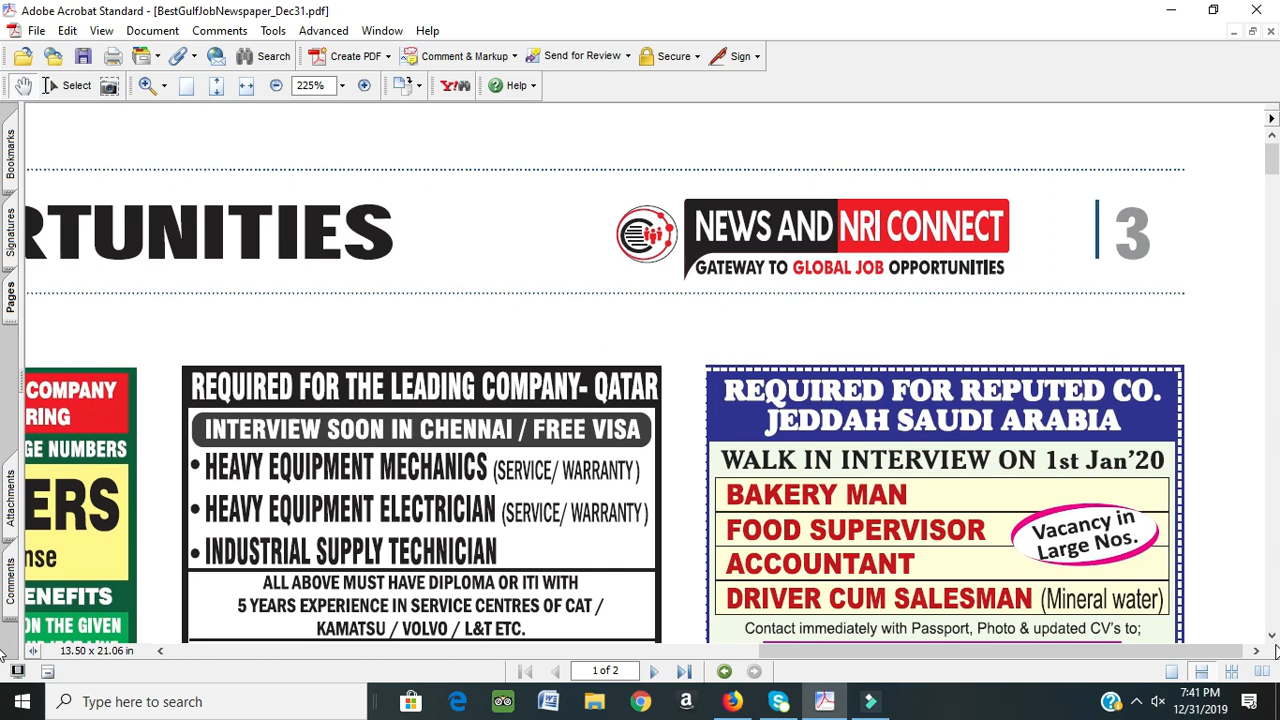 Adobe Acrobat Standard - [BestGulfJobNewspaper_Dec31.pdf]
File Edit View Document Comments Tools Advanced Window Help
Search Create PDF Comment & Markup Send for Review Secure Sign
Select 225% Y! Help
Bookmarks
Signatures
Pages
Attachments
Comments
RTUNITIES
NEWS AND NRI CONNECT
GATEWAY TO GLOBAL JOB OPPORTUNITIES
3
COMPANY
RING
GE NUMBERS
ERS
nse
ENEFITS
ON THE GIVEN
REQUIRED FOR THE LEADING COMPANY- QATAR
INTERVIEW SOON IN CHENNAI / FREE VISA
• HEAVY EQUIPMENT MECHANICS (SERVICE/ WARRANTY )
• HEAVY EQUIPMENT ELECTRICIAN (SERVICE/ WARRANTY )
• INDUSTRIAL SUPPLY TECHNICIAN
ALL ABOVE MUST HAVE DIPLOMA OR ITI WITH
5 YEARS EXPERIENCE IN SERVICE CENTRES OF CAT /
KAMATSU / VOLVO / L&T ETC.
REQUIRED FOR REPUTED CO.
JEDDAH SAUDI ARABIA
WALK IN INTERVIEW ON 1st Jan'20
BAKERY MAN
FOOD SUPERVISOR
ACCOUNTANT
DRIVER CUM SALESMAN (Mineral water)
Vacancy in
Large Nos.
Contact immediately with Passport, Photo & updated CV's to;
13.50 x 21.06 in
1 of 2
Type here to search
7:41 PM
12/31/2019